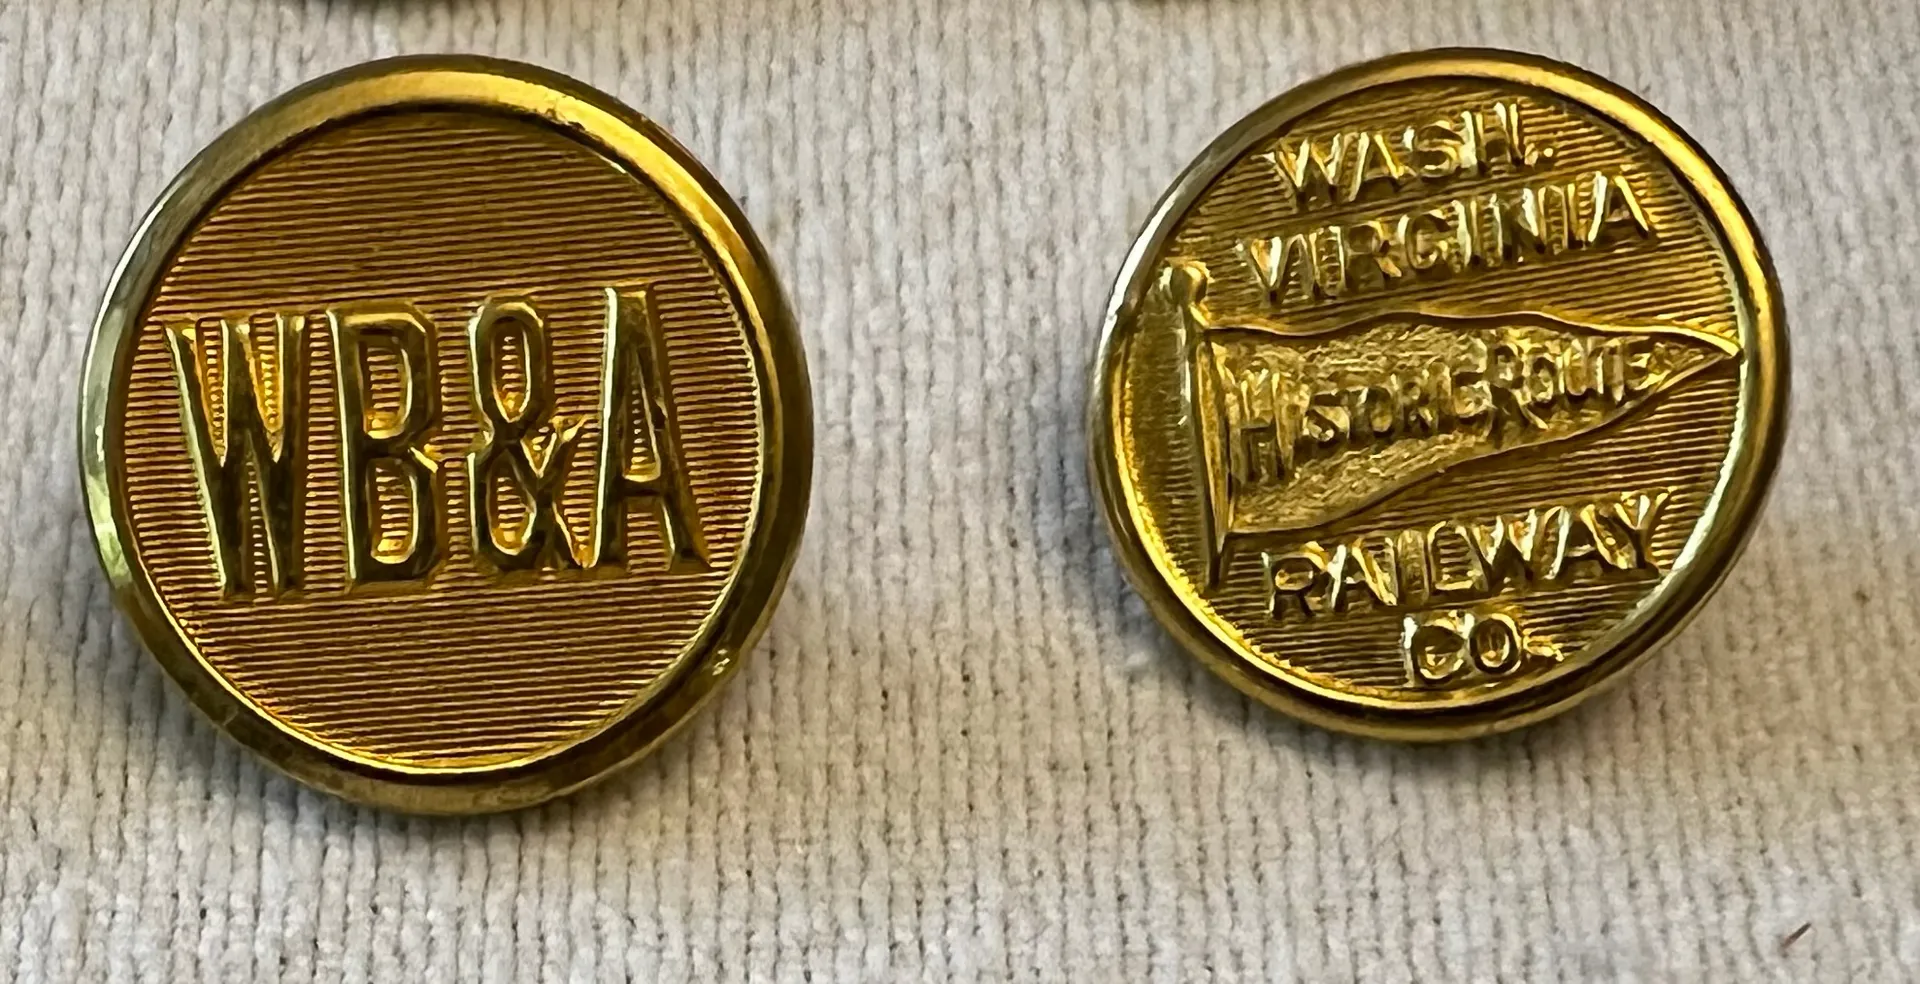 WB&A
WASH.
VIRGINIA
HISTORIC ROUTE
RAILWAY
CO.